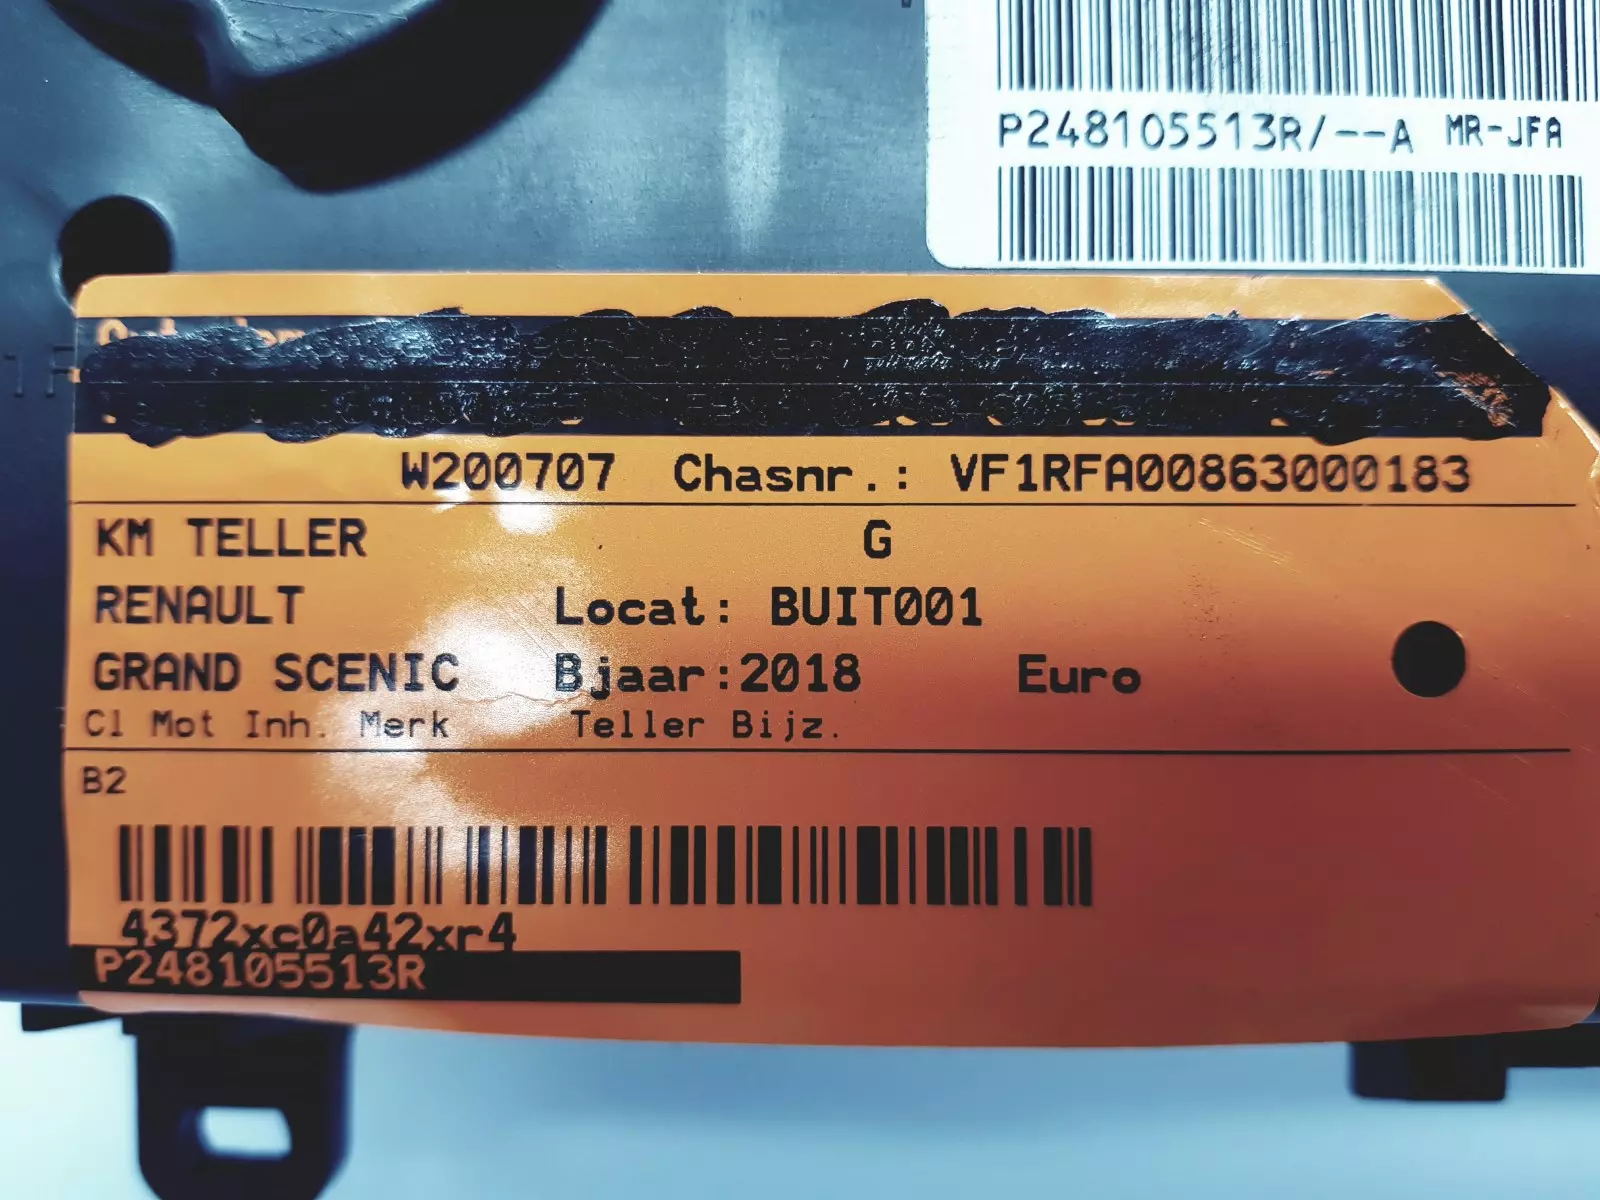 P248105513R/--A MR-JFA
W200707 Chasnr.: VF1RFA00863000183
KM TELLER G
RENAULT Locat: BUIT001
GRAND SCENIC Bjaar:2018 Euro
Cl Mot Inh. Merk Teller Bijz.
B2
4372xc0a42xr4
P248105513R